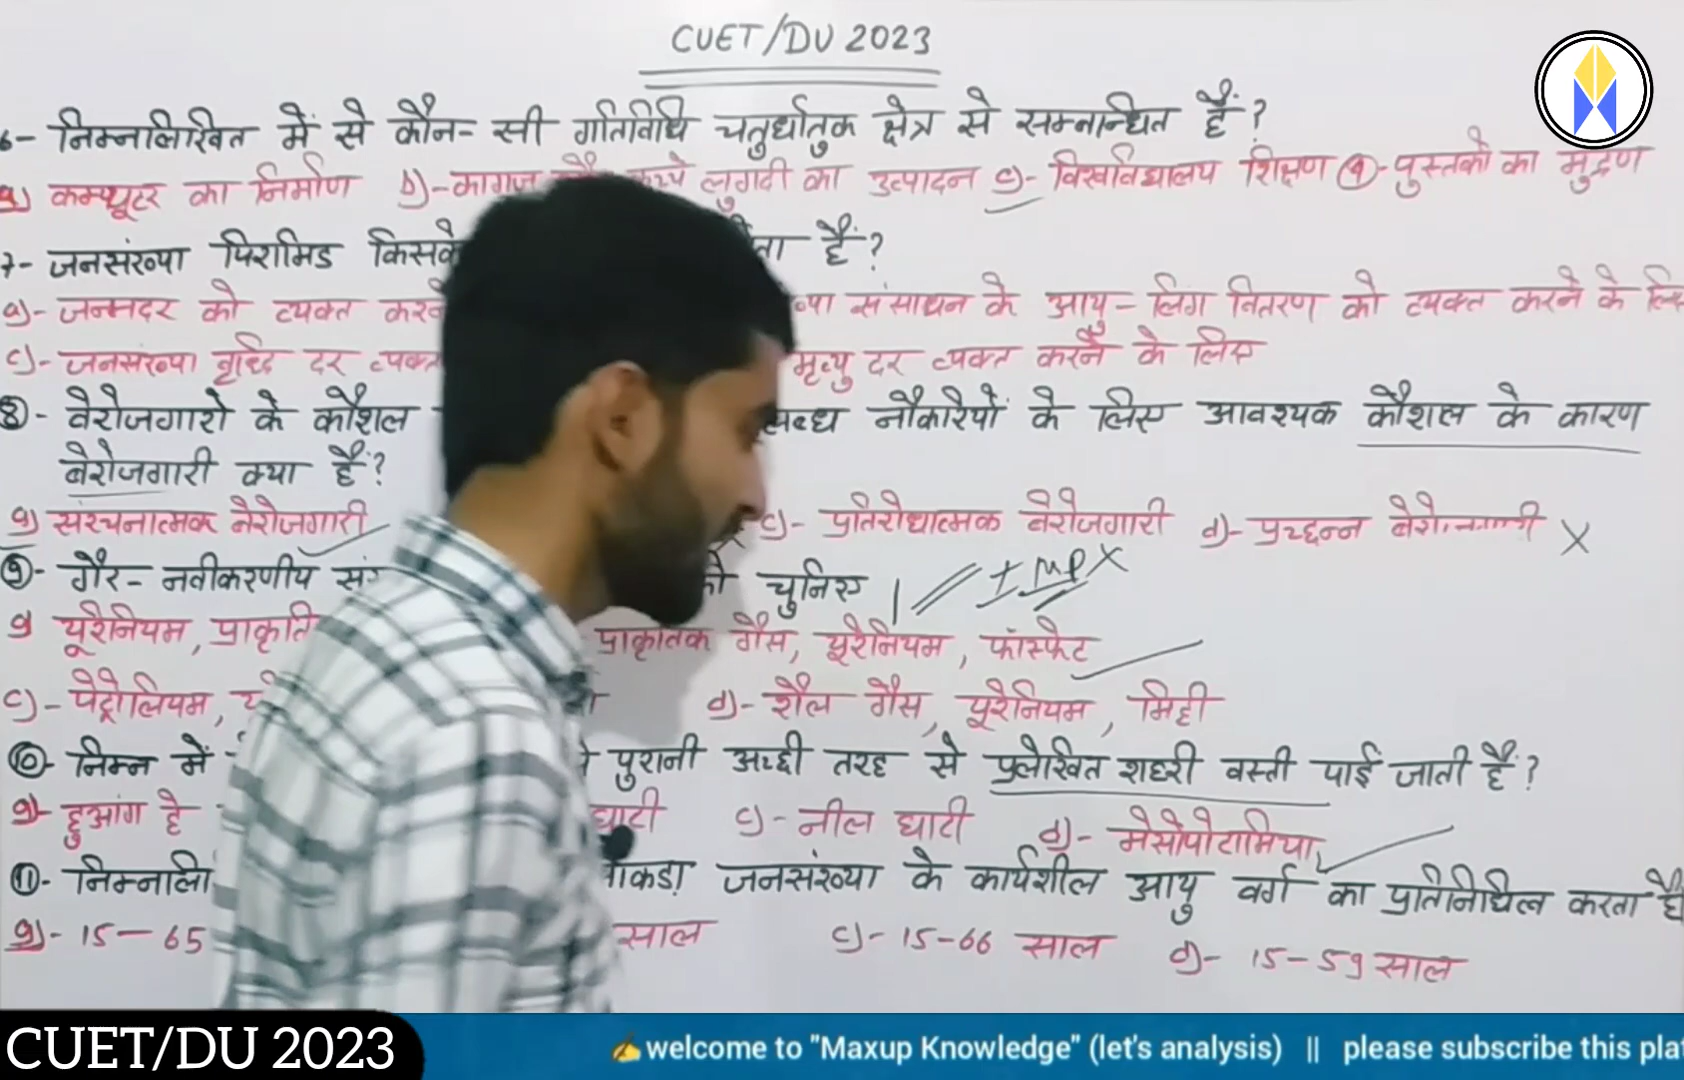 CUET/DU 2023
6- निम्नलिखित में से कौन-सी गतिविधि चतुर्धातुक क्षेत्र से सम्बन्धित है?
a) कम्प्यूटर का निर्माण b)- कागज लुगदी का उत्पादन c)- विश्वविद्यालय शिक्षण d- पुस्तको का मुद्रण
7- जनसंख्या पिरामिड किसके है?
a)- जन्मदर को व्यक्त करने संसाधन के आयु-लिंग वितरण को व्यक्त करने के
c)- जनसंख्या वृद्धि दर व्यक्त मृत्यु दर व्यक्त करने के लिए
8- बेरोजगारो के कौशल नौकरियों के लिए आवश्यक कौशल के कारण
बेरोजगारी क्या है?
a) संरचनात्मक बेरोजगारी c)- प्रतिरोधात्मक बेरोजगारी d)- प्रच्छन्न X
9- गैर-नवीकरणीय को चुनिए + MP X
a यूरेनियम, प्राकृतिक गैस, यूरेनियम, फॉस्फेट
c)- पेट्रोलियम, d)- शैल गैस, यूरेनियम, मिट्टी
10- निम्न में पुरानी अच्छी तरह से प्रलेखित शहरी बस्ती पाई जाती है?
a)- हुआंग हे घाटी c)- नील घाटी d)- मेसोपोटामिया
11- जनसंख्या के कार्यशील आयु वर्ग का प्रतिनिधित्व करता है
a)- 15-65 साल c)- 15-66 साल d)- 15-59 साल
CUET/DU 2023
✍welcome to "Maxup Knowledge" (let's analysis) || please subscribe this